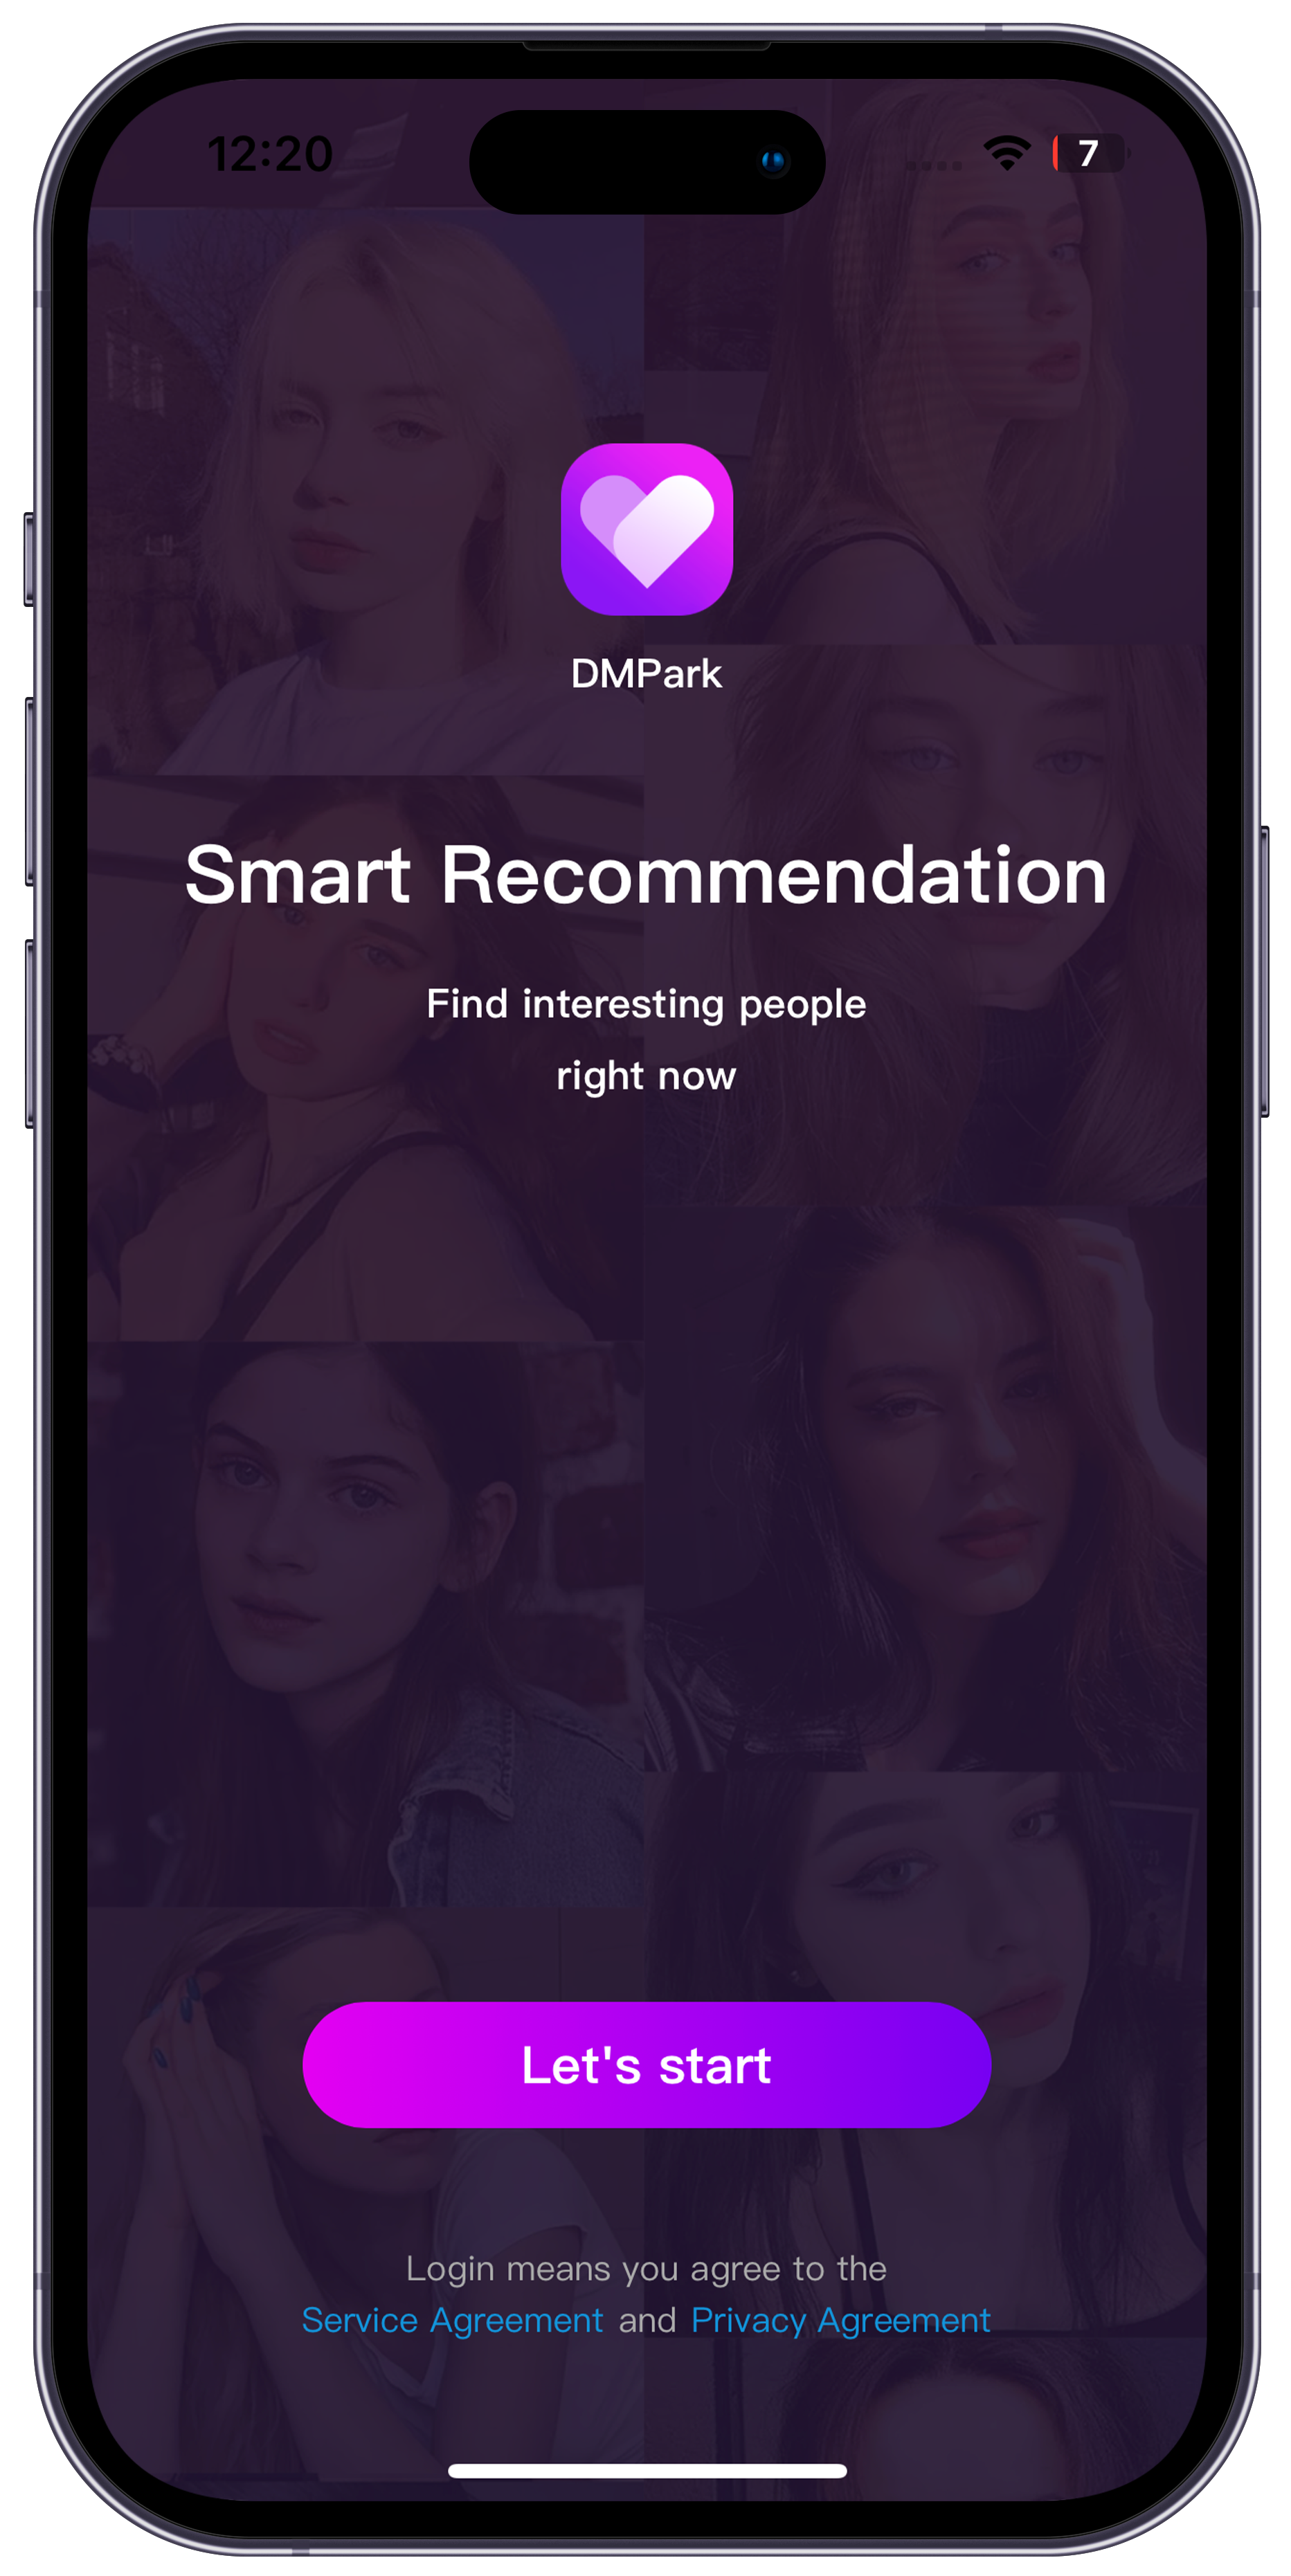 12:20
7
DMPark
Smart Recommendation
Find interesting people
right now
Let's start
Login means you agree to the
Service Agreement and Privacy Agreement